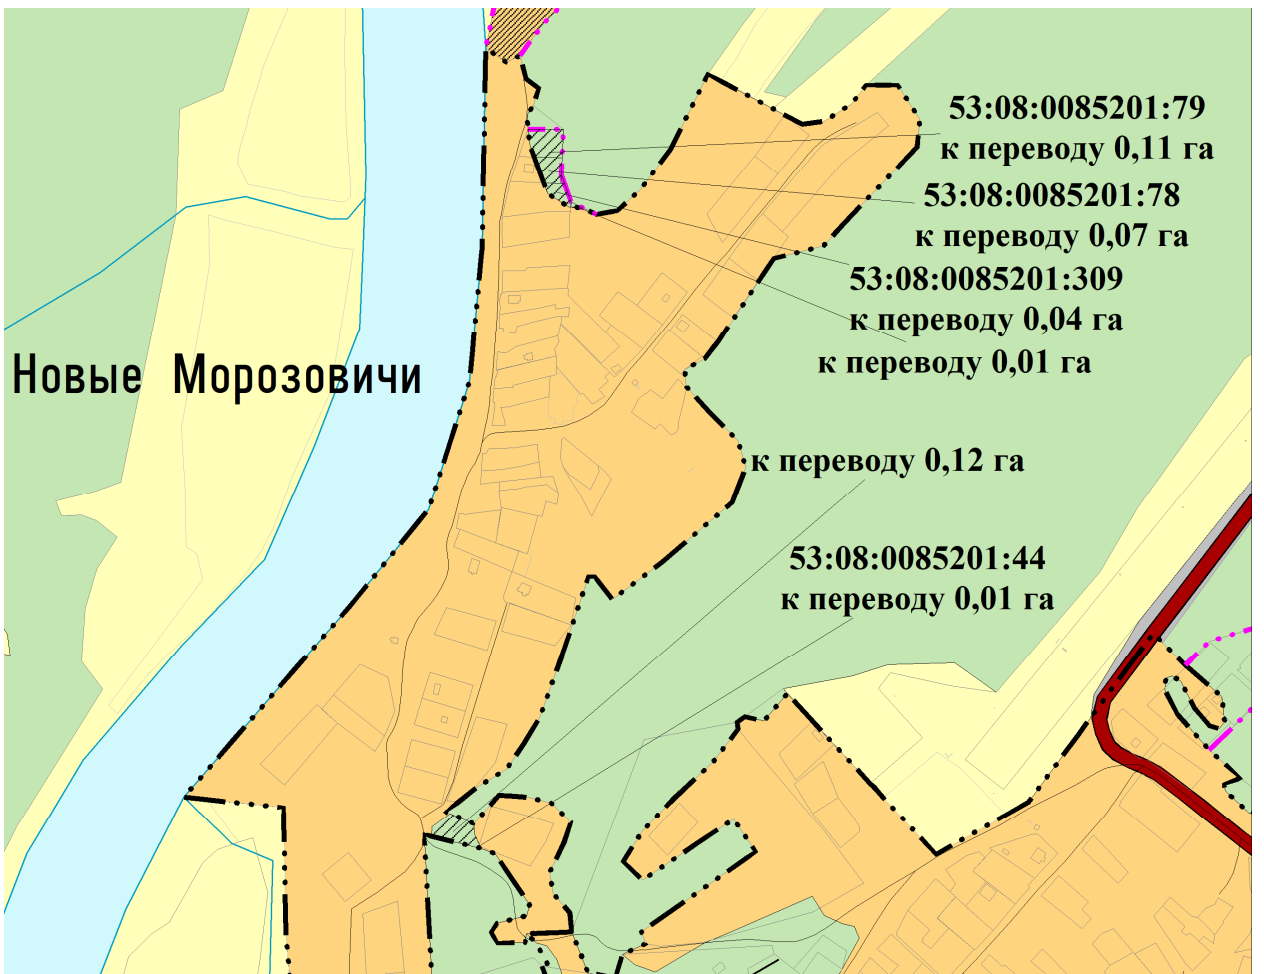 53:08:0085201:79
к переводу 0,11 га
53:08:0085201:78
к переводу 0,07 га
53:08:0085201:309
к переводу 0,04 га
к переводу 0,01 га
Новые Морозовичи
к переводу 0,12 га
53:08:0085201:44
к переводу 0,01 га